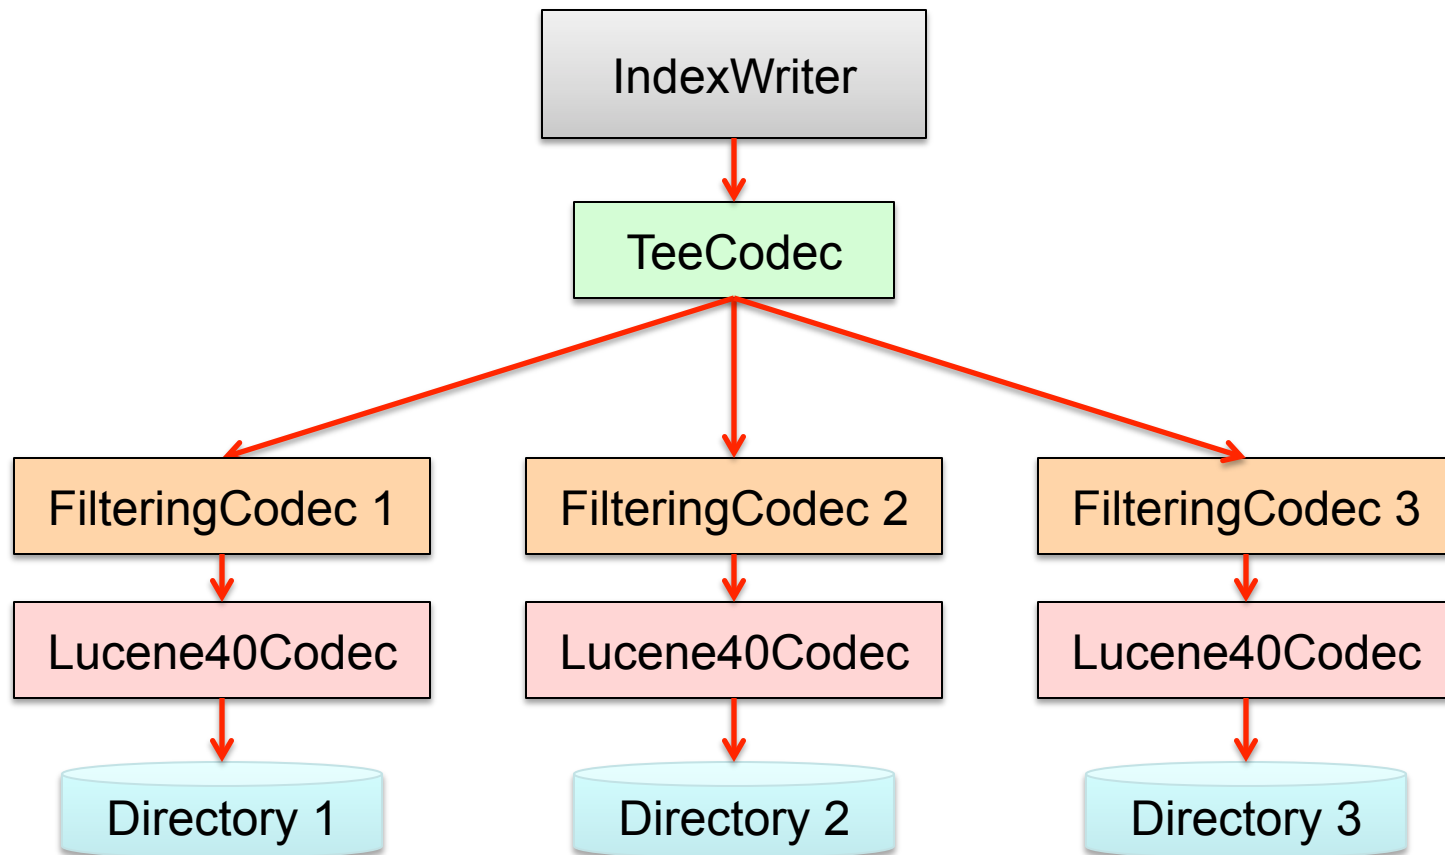 IndexWriter
TeeCodec
FilteringCodec 1
FilteringCodec 2
FilteringCodec 3
Lucene40Codec
Lucene40Codec
Lucene40Codec
Directory 1
Directory 2
Directory 3